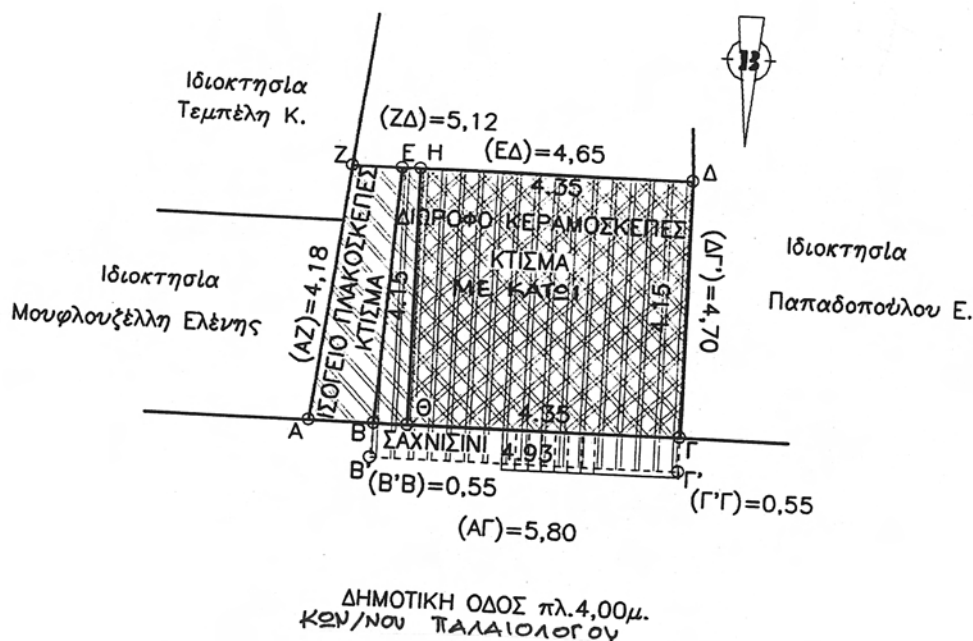 Ιδιοκτησία
Τεμπέλη Κ.
(ΖΔ)=5,12
(ΕΔ)=4,65
Ζ
Ε
Η
Δ
4.35
ΔΙΩΡΟΦΟ ΚΕΡΑΜΟΣΚΕΠΕΣ
ΚΤΙΣΜΑ
ΜΕ ΚΑΤΩΙ
ΙΣΟΓΕΙΟ ΠΛΑΚΟΣΚΕΠΕΣ
ΚΤΙΣΜΑ
(ΑΖ)=4,18
4.15
4.15
(ΔΓ')=4,70
Ιδιοκτησία
Μουφλουζέλλη Ελένης
Ιδιοκτησία
Παπαδοπούλου Ε.
Α
Β
Θ
4.35
Γ
ΣΑΧΝΙΣΙΝΙ
4.93
Β'
Γ'
(Β'Β)=0,55
(Γ'Γ)=0,55
(ΑΓ)=5,80
ΔΗΜΟΤΙΚΗ ΟΔΟΣ πλ.4,00μ.
ΚΩΝ/ΝΟΥ ΠΑΛΑΙΟΛΟΓΟΥ